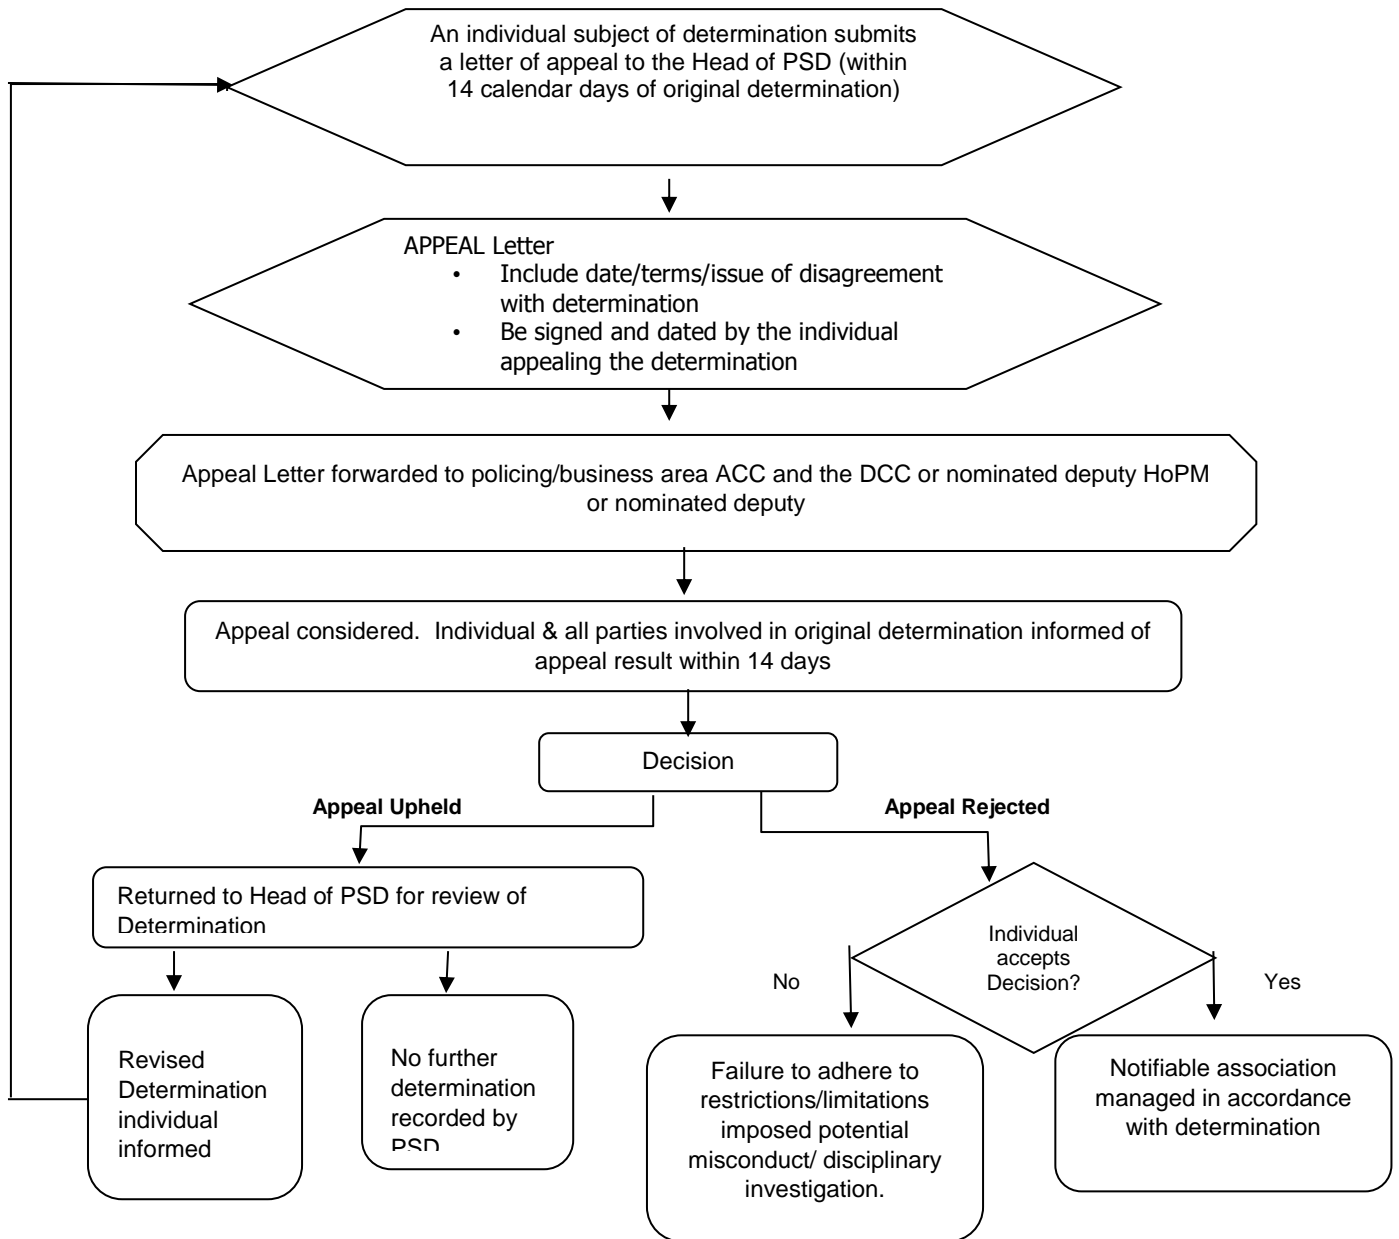 An individual subject of determination submits
a letter of appeal to the Head of PSD (within
14 calendar days of original determination)
APPEAL Letter
• Include date/terms/issue of disagreement
with determination
• Be signed and dated by the individual
appealing the determination
Appeal Letter forwarded to policing/business area ACC and the DCC or nominated deputy HoPM
or nominated deputy
Appeal considered.  Individual & all parties involved in original determination informed of
appeal result within 14 days
Decision
Appeal Upheld
Appeal Rejected
Returned to Head of PSD for review of
Determination
Individual
accepts
Decision?
No
Yes
Revised
Determination
individual
informed
No further
determination
recorded by
PSD
Failure to adhere to
restrictions/limitations
imposed potential
misconduct/ disciplinary
investigation.
Notifiable association
managed in accordance
with determination